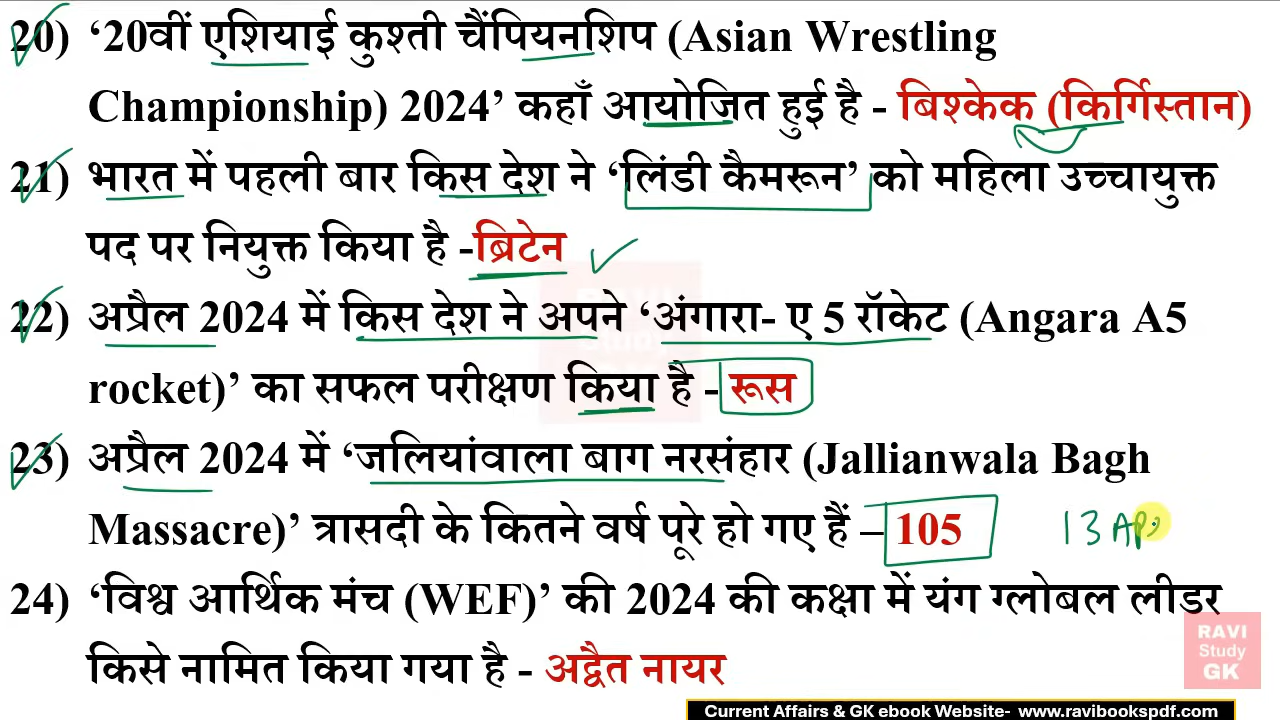 20) ‘20वीं एशियाई कुश्ती चैंपियनशिप (Asian Wrestling
Championship) 2024’ कहाँ आयोजित हुई है - बिश्केक (किर्गिस्तान)
21) भारत में पहली बार किस देश ने ‘लिंडी कैमरून’ को महिला उच्चायुक्त
पद पर नियुक्त किया है -ब्रिटेन
22) अप्रैल 2024 में किस देश ने अपने ‘अंगारा- ए 5 रॉकेट (Angara A5
rocket)’ का सफल परीक्षण किया है - रूस
23) अप्रैल 2024 में ‘जलियांवाला बाग नरसंहार (Jallianwala Bagh
Massacre)’ त्रासदी के कितने वर्ष पूरे हो गए हैं – 105 13 AP
24) ‘विश्व आर्थिक मंच (WEF)’ की 2024 की कक्षा में यंग ग्लोबल लीडर
किसे नामित किया गया है - अद्वैत नायर
RAVI
Study
GK
RAVI
Study
GK
Current Affairs & GK ebook Website- www.ravibookspdf.com